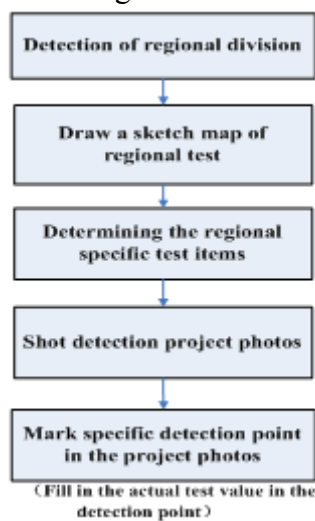 Detection of regional division
Draw a sketch map of
regional test
Determining the regional
specific test items
Shot detection project photos
Mark specific detection point
in the project photos
（Fill in the actual test value in the
detection point）